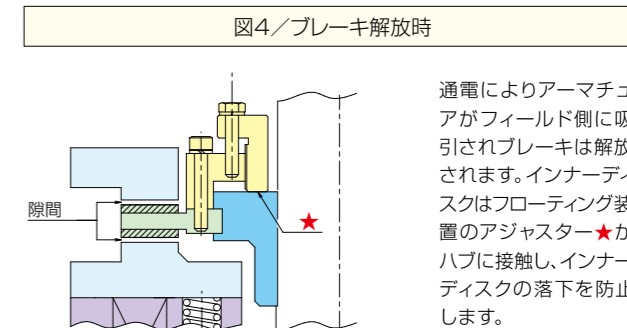 図4／ブレーキ解放時
通電によりアーマチュ
アがフィールド側に吸
引されブレーキは解放
されます。インナーディ
スクはフローティング装
置のアジャスター★が
ハブに接触し、インナー
ディスクの落下を防止
します。
隙間
★